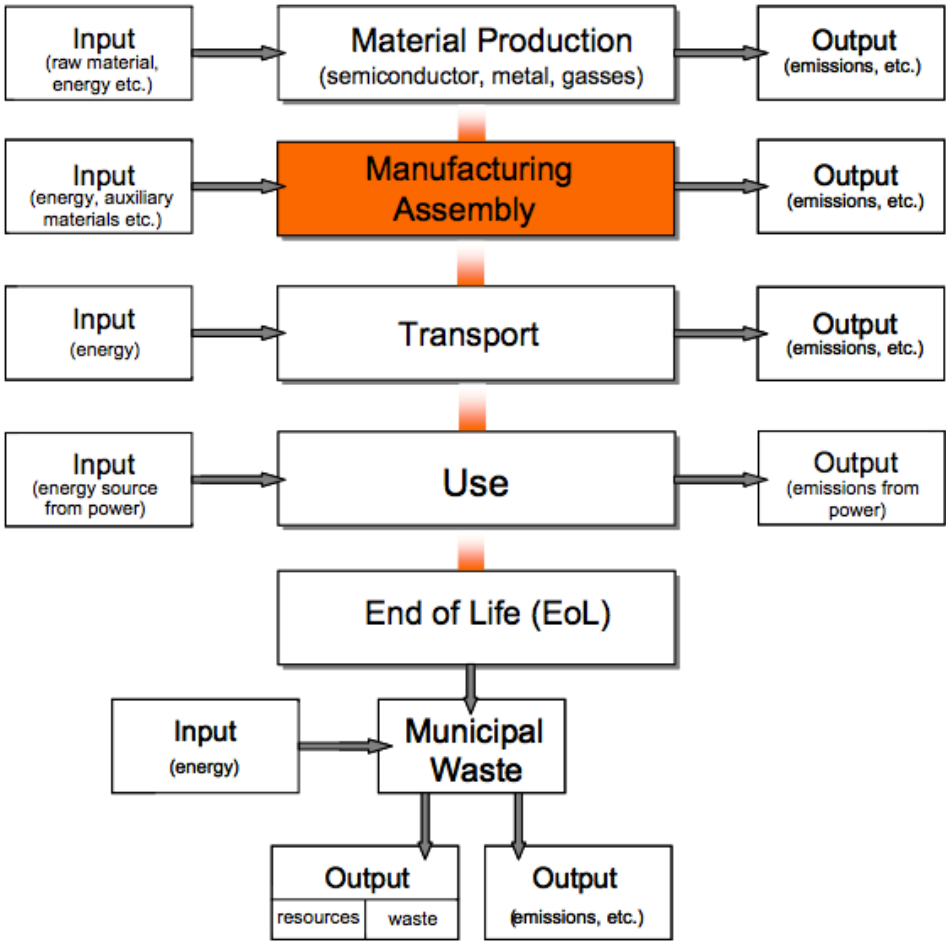 Input
(raw material,
energy etc.)
Material Production
(semiconductor, metal, gasses)
Output
(emissions, etc.)
Input
(energy, auxiliary
materials etc.)
Manufacturing
Assembly
Output
(emissions, etc.)
Input
(energy)
Transport
Output
(emissions, etc.)
Input
(energy source
from power)
Use
Output
(emissions from
power)
End of Life (EoL)
Input
(energy)
Municipal
Waste
Output
resources
waste
Output
(emissions, etc.)